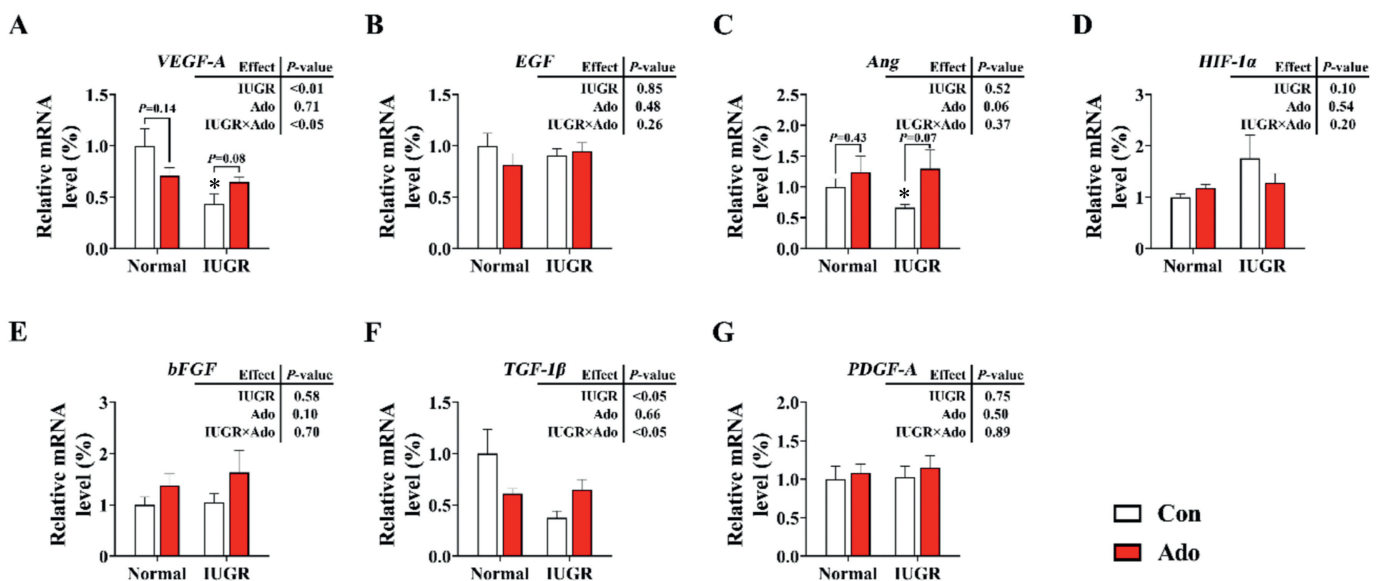 A
VEGF-A
Effect P-value
IUGR <0.01
Ado 0.71
IUGR×Ado <0.05
Relative mRNA
level (%)
1.5
1.0
0.5
0.0
P=0.14
P=0.08
*
Normal IUGR
B
EGF
Effect P-value
IUGR 0.85
Ado 0.48
IUGR×Ado 0.26
Relative mRNA
level (%)
1.5
1.0
0.5
0.0
Normal IUGR
C
Ang
Effect P-value
IUGR 0.52
Ado 0.06
IUGR×Ado 0.37
Relative mRNA
level (%)
2.5
2.0
1.5
1.0
0.5
0.0
P=0.43
P=0.07
*
Normal IUGR
D
HIF-1α
Effect P-value
IUGR 0.10
Ado 0.54
IUGR×Ado 0.20
Relative mRNA
level (%)
3
2
1
0
Normal IUGR
E
bFGF
Effect P-value
IUGR 0.58
Ado 0.10
IUGR×Ado 0.70
Relative mRNA
level (%)
3
2
1
0
Normal IUGR
F
TGF-1β
Effect P-value
IUGR <0.05
Ado 0.66
IUGR×Ado <0.05
Relative mRNA
level (%)
1.5
1.0
0.5
0.0
Normal IUGR
G
PDGF-A
Effect P-value
IUGR 0.75
Ado 0.50
IUGR×Ado 0.89
Relative mRNA
level (%)
2.0
1.5
1.0
0.5
0.0
Normal IUGR
Con
Ado